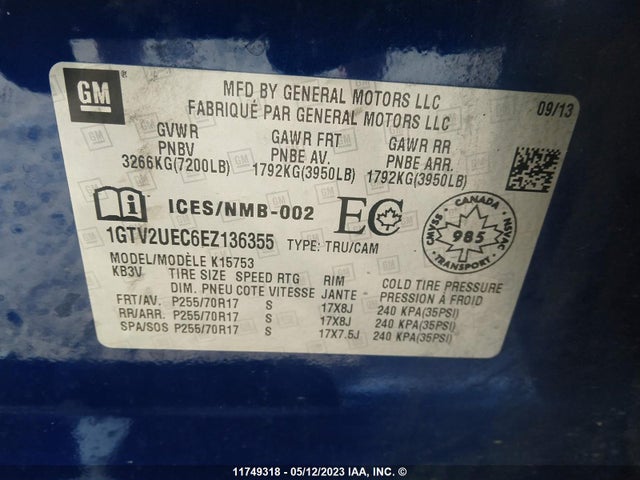 GM
MFD BY GENERAL MOTORS LLC
FABRIQUÉ PAR GENERAL MOTORS LLC
09/13
GVWR GAWR FRT GAWR RR
PNBV PNBE AV. PNBE ARR.
3266KG(7200LB) 1792KG(3950LB) 1792KG(3950LB)
ICES/NMB-002 EC
CANADA
CMVSS 985 NSVAC
TRANSPORT
1GTV2UEC6EZ136355 TYPE: TRU/CAM
MODEL/MODÈLE K15753
KB3V TIRE SIZE SPEED RTG RIM COLD TIRE PRESSURE
DIM. PNEU COTE VITESSE JANTE PRESSION À FROID
FRT/AV. P255/70R17 S 17X8J 240 KPA(35PSI)
RR/ARR. P255/70R17 S 17X8J 240 KPA(35PSI)
SPA/SOS P255/70R17 S 17X7.5J 240 KPA(35PSI)
11749318 - 05/12/2023 IAA, Inc. ©